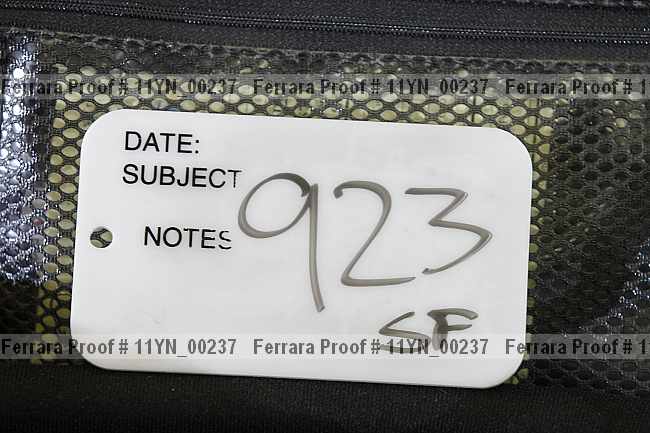 Ferrara Proof # 11YN_00237 Ferrara Proof # 11YN_00237 Ferrara Proof #
DATE:
SUBJECT
923
NOTES
SF
Ferrara Proof # 11YN_00237 Ferrara Proof # 11YN_00237 Ferrara Proof # 1